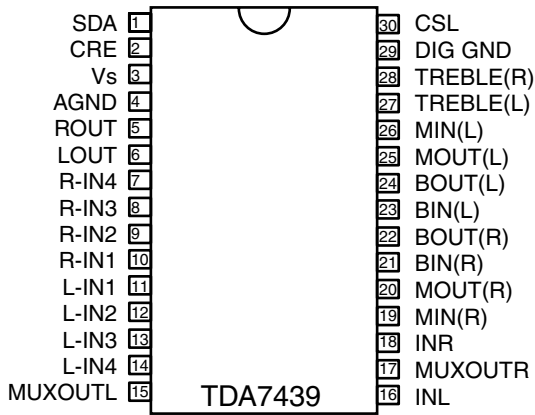 SDA 1
CRE 2
Vs 3
AGND 4
ROUT 5
LOUT 6
R-IN4 7
R-IN3 8
R-IN2 9
R-IN1 10
L-IN1 11
L-IN2 12
L-IN3 13
L-IN4 14
MUXOUTL 15
TDA7439
30 CSL
29 DIG GND
28 TREBLE(R)
27 TREBLE(L)
26 MIN(L)
25 MOUT(L)
24 BOUT(L)
23 BIN(L)
22 BOUT(R)
21 BIN(R)
20 MOUT(R)
19 MIN(R)
18 INR
17 MUXOUTR
16 INL